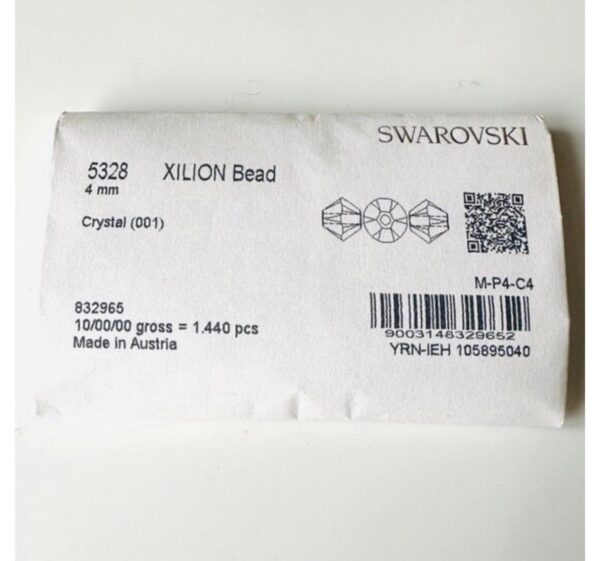 SWAROVSKI
5328 XILION Bead
4 mm
Crystal (001)
M-P4-C4
832965
10/00/00 gross = 1.440 pcs
Made in Austria
9003148329652
YRN-IEH 105895040